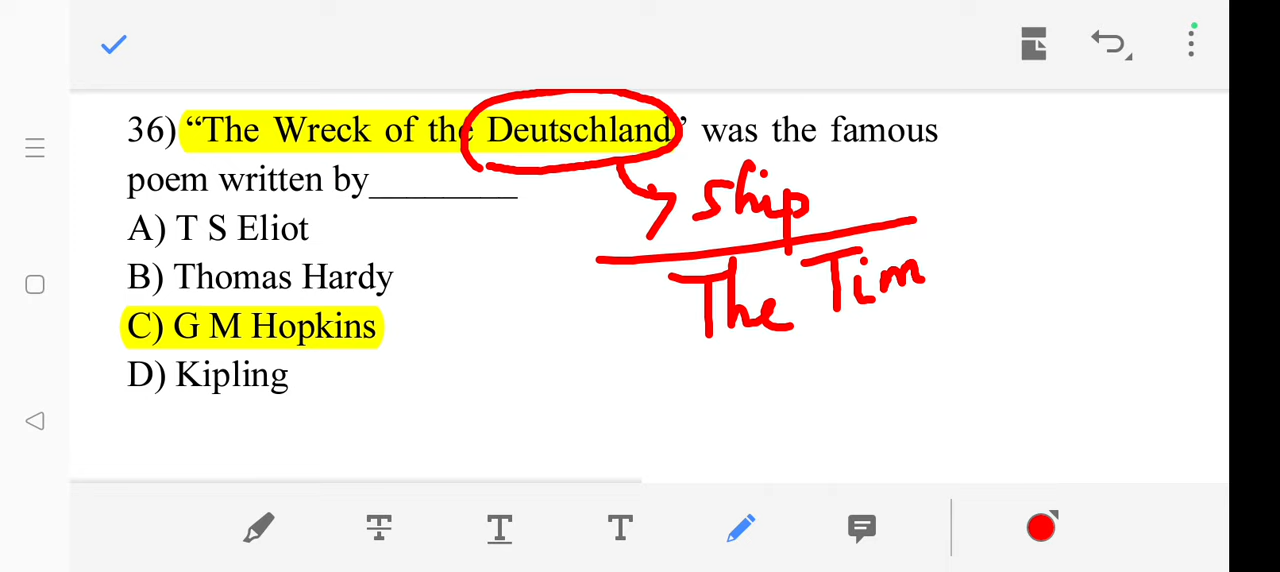 36) “The Wreck of the Deutschland” was the famous
poem written by________
ship
The Tim
A) T S Eliot
B) Thomas Hardy
C) G M Hopkins
D) Kipling